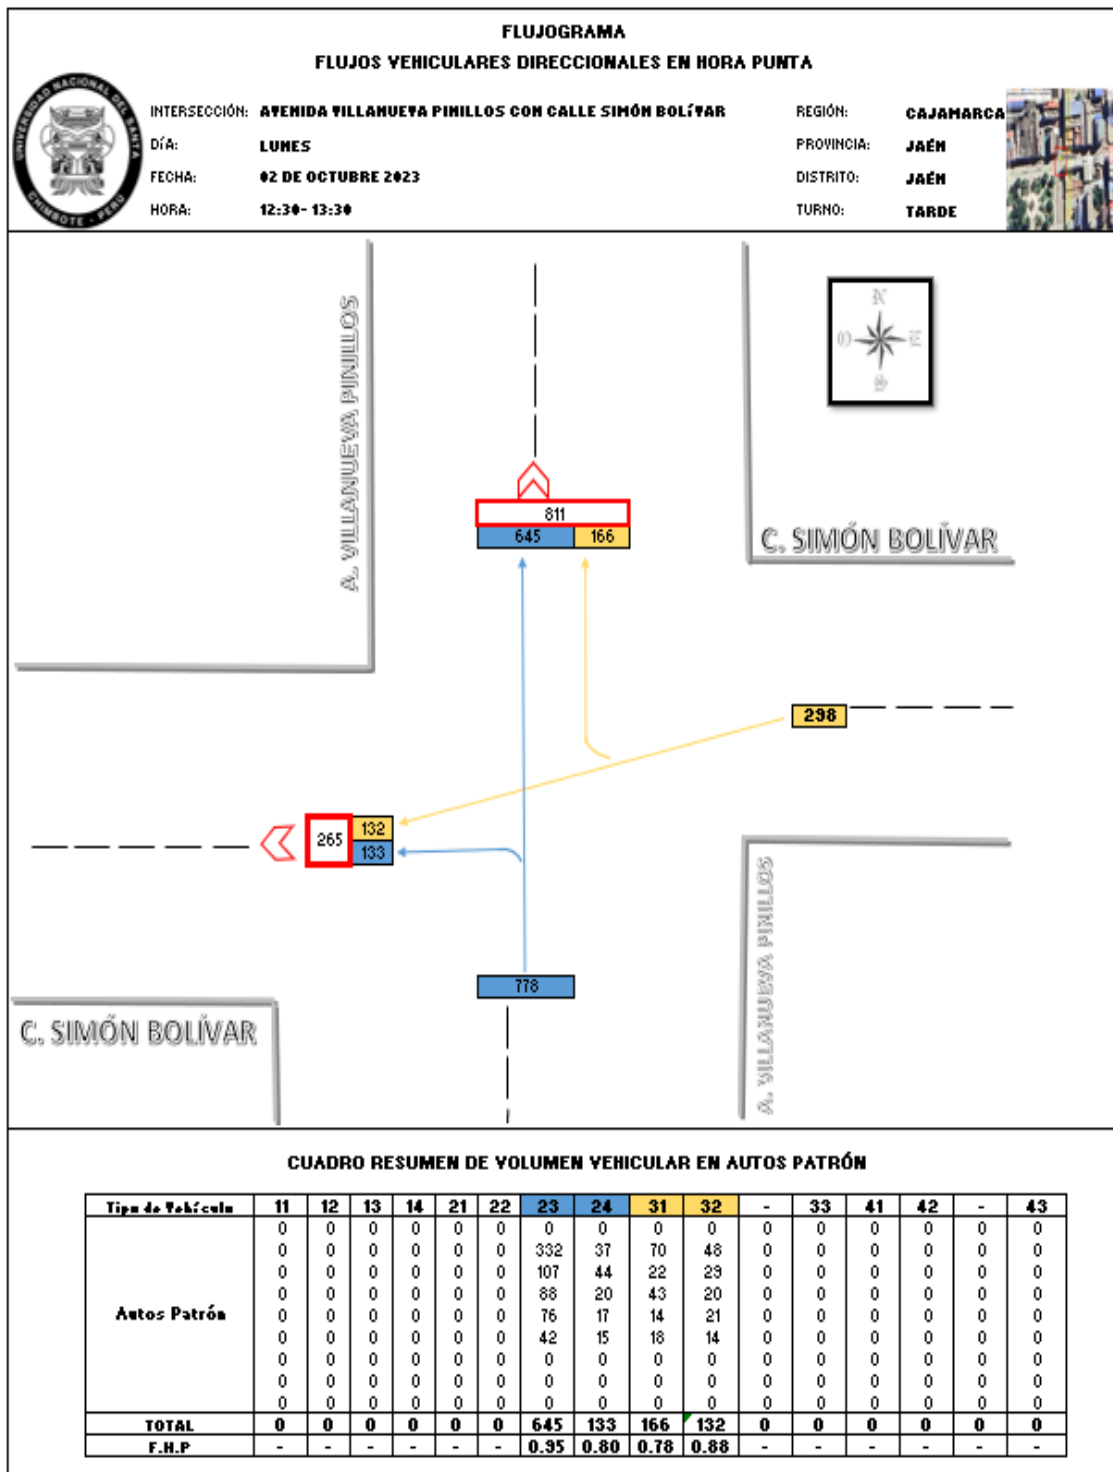 FLUJOGRAMA
FLUJOS VEHICULARES DIRECCIONALES EN HORA PUNTA
UNIVERSIDAD NACIONAL DEL SANTA
CHIMBOTE - PERU
INTERSECCIÓN: AVENIDA VILLANUEVA PINILLOS CON CALLE SIMÓN BOLÍVAR REGIÓN: CAJAMARCA
DÍA: LUNES PROVINCIA: JAÉN
FECHA: 02 DE OCTUBRE 2023 DISTRITO: JAÉN
HORA: 12:30- 13:30 TURNO: TARDE
A. VILLANUEVA PINILLOS
N
O E
S
811
645 166
C. SIMÓN BOLÍVAR
298
265 132
133
778
C. SIMÓN BOLÍVAR
A. VILLANUEVA PINILLOS
CUADRO RESUMEN DE VOLUMEN VEHICULAR EN AUTOS PATRÓN
Tipo de Vehículo 11 12 13 14 21 22 23 24 31 32 - 33 41 42 - 43
0 0 0 0 0 0 0 0 0 0 0 0 0 0 0 0
0 0 0 0 0 0 332 37 70 48 0 0 0 0 0 0
0 0 0 0 0 0 107 44 22 29 0 0 0 0 0 0
0 0 0 0 0 0 88 20 43 20 0 0 0 0 0 0
Autos Patrón 0 0 0 0 0 0 76 17 14 21 0 0 0 0 0 0
0 0 0 0 0 0 42 15 18 14 0 0 0 0 0 0
0 0 0 0 0 0 0 0 0 0 0 0 0 0 0 0
0 0 0 0 0 0 0 0 0 0 0 0 0 0 0 0
0 0 0 0 0 0 0 0 0 0 0 0 0 0 0 0
TOTAL 0 0 0 0 0 0 645 133 166 132 0 0 0 0 0 0
F.H.P - - - - - - 0.95 0.80 0.78 0.88 - - - - - -